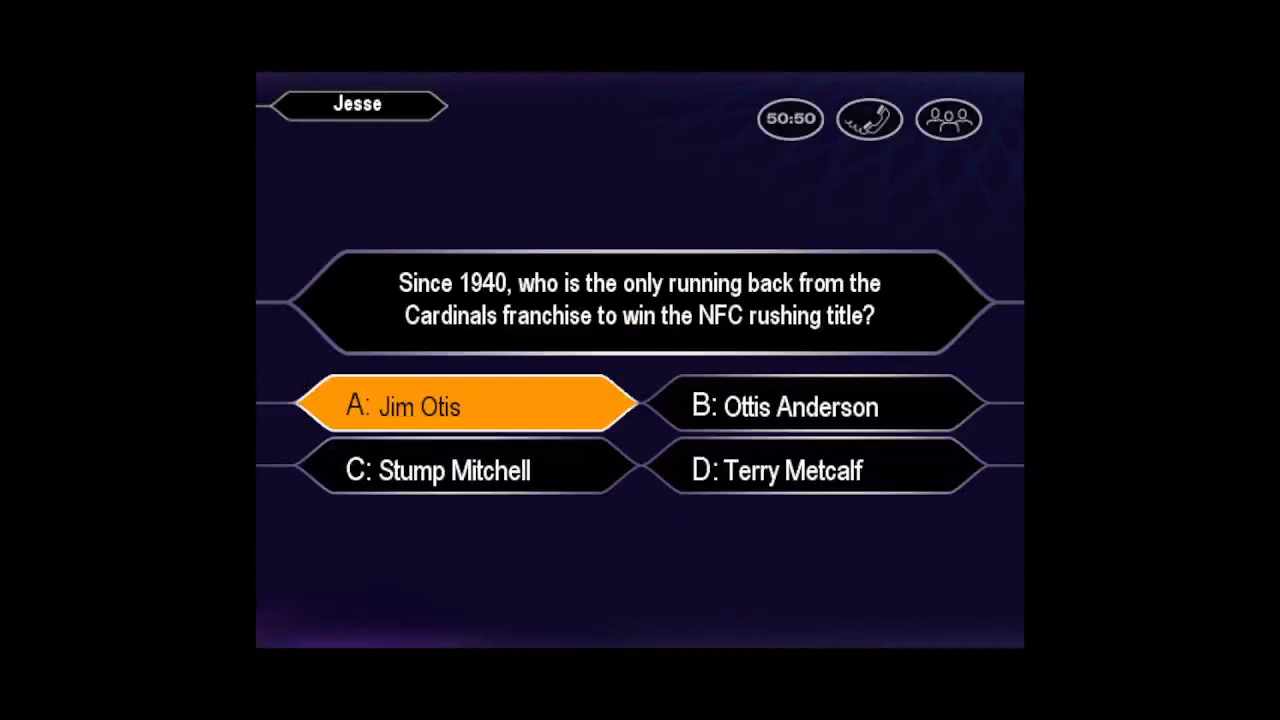 Jesse
50:50
Since 1940, who is the only running back from the
Cardinals franchise to win the NFC rushing title?
A: Jim Otis
B: Ottis Anderson
C: Stump Mitchell
D: Terry Metcalf